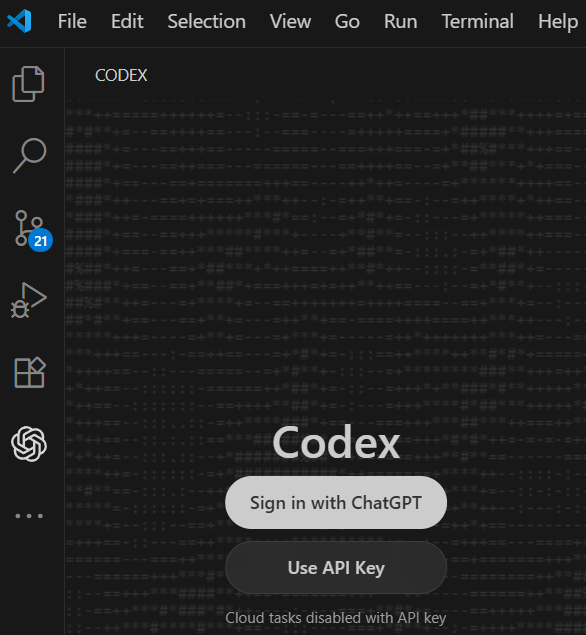 File Edit Selection View Go Run Terminal Help
CODEX
21
Codex
Sign in with ChatGPT
Use API Key
Cloud tasks disabled with API key